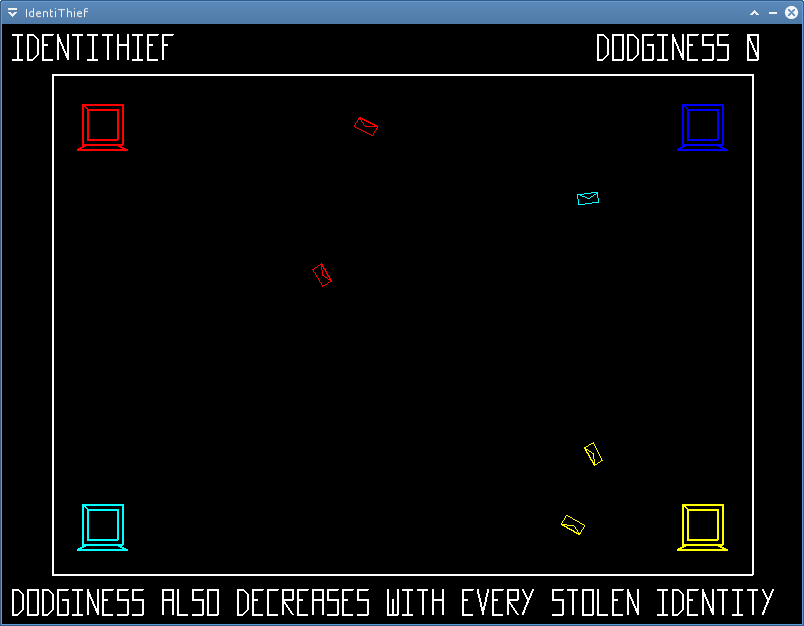 IdentiThief
IDENTITHIEF
DODGINESS 0
DODGINESS ALSO DECREASES WITH EVERY STOLEN IDENTITY